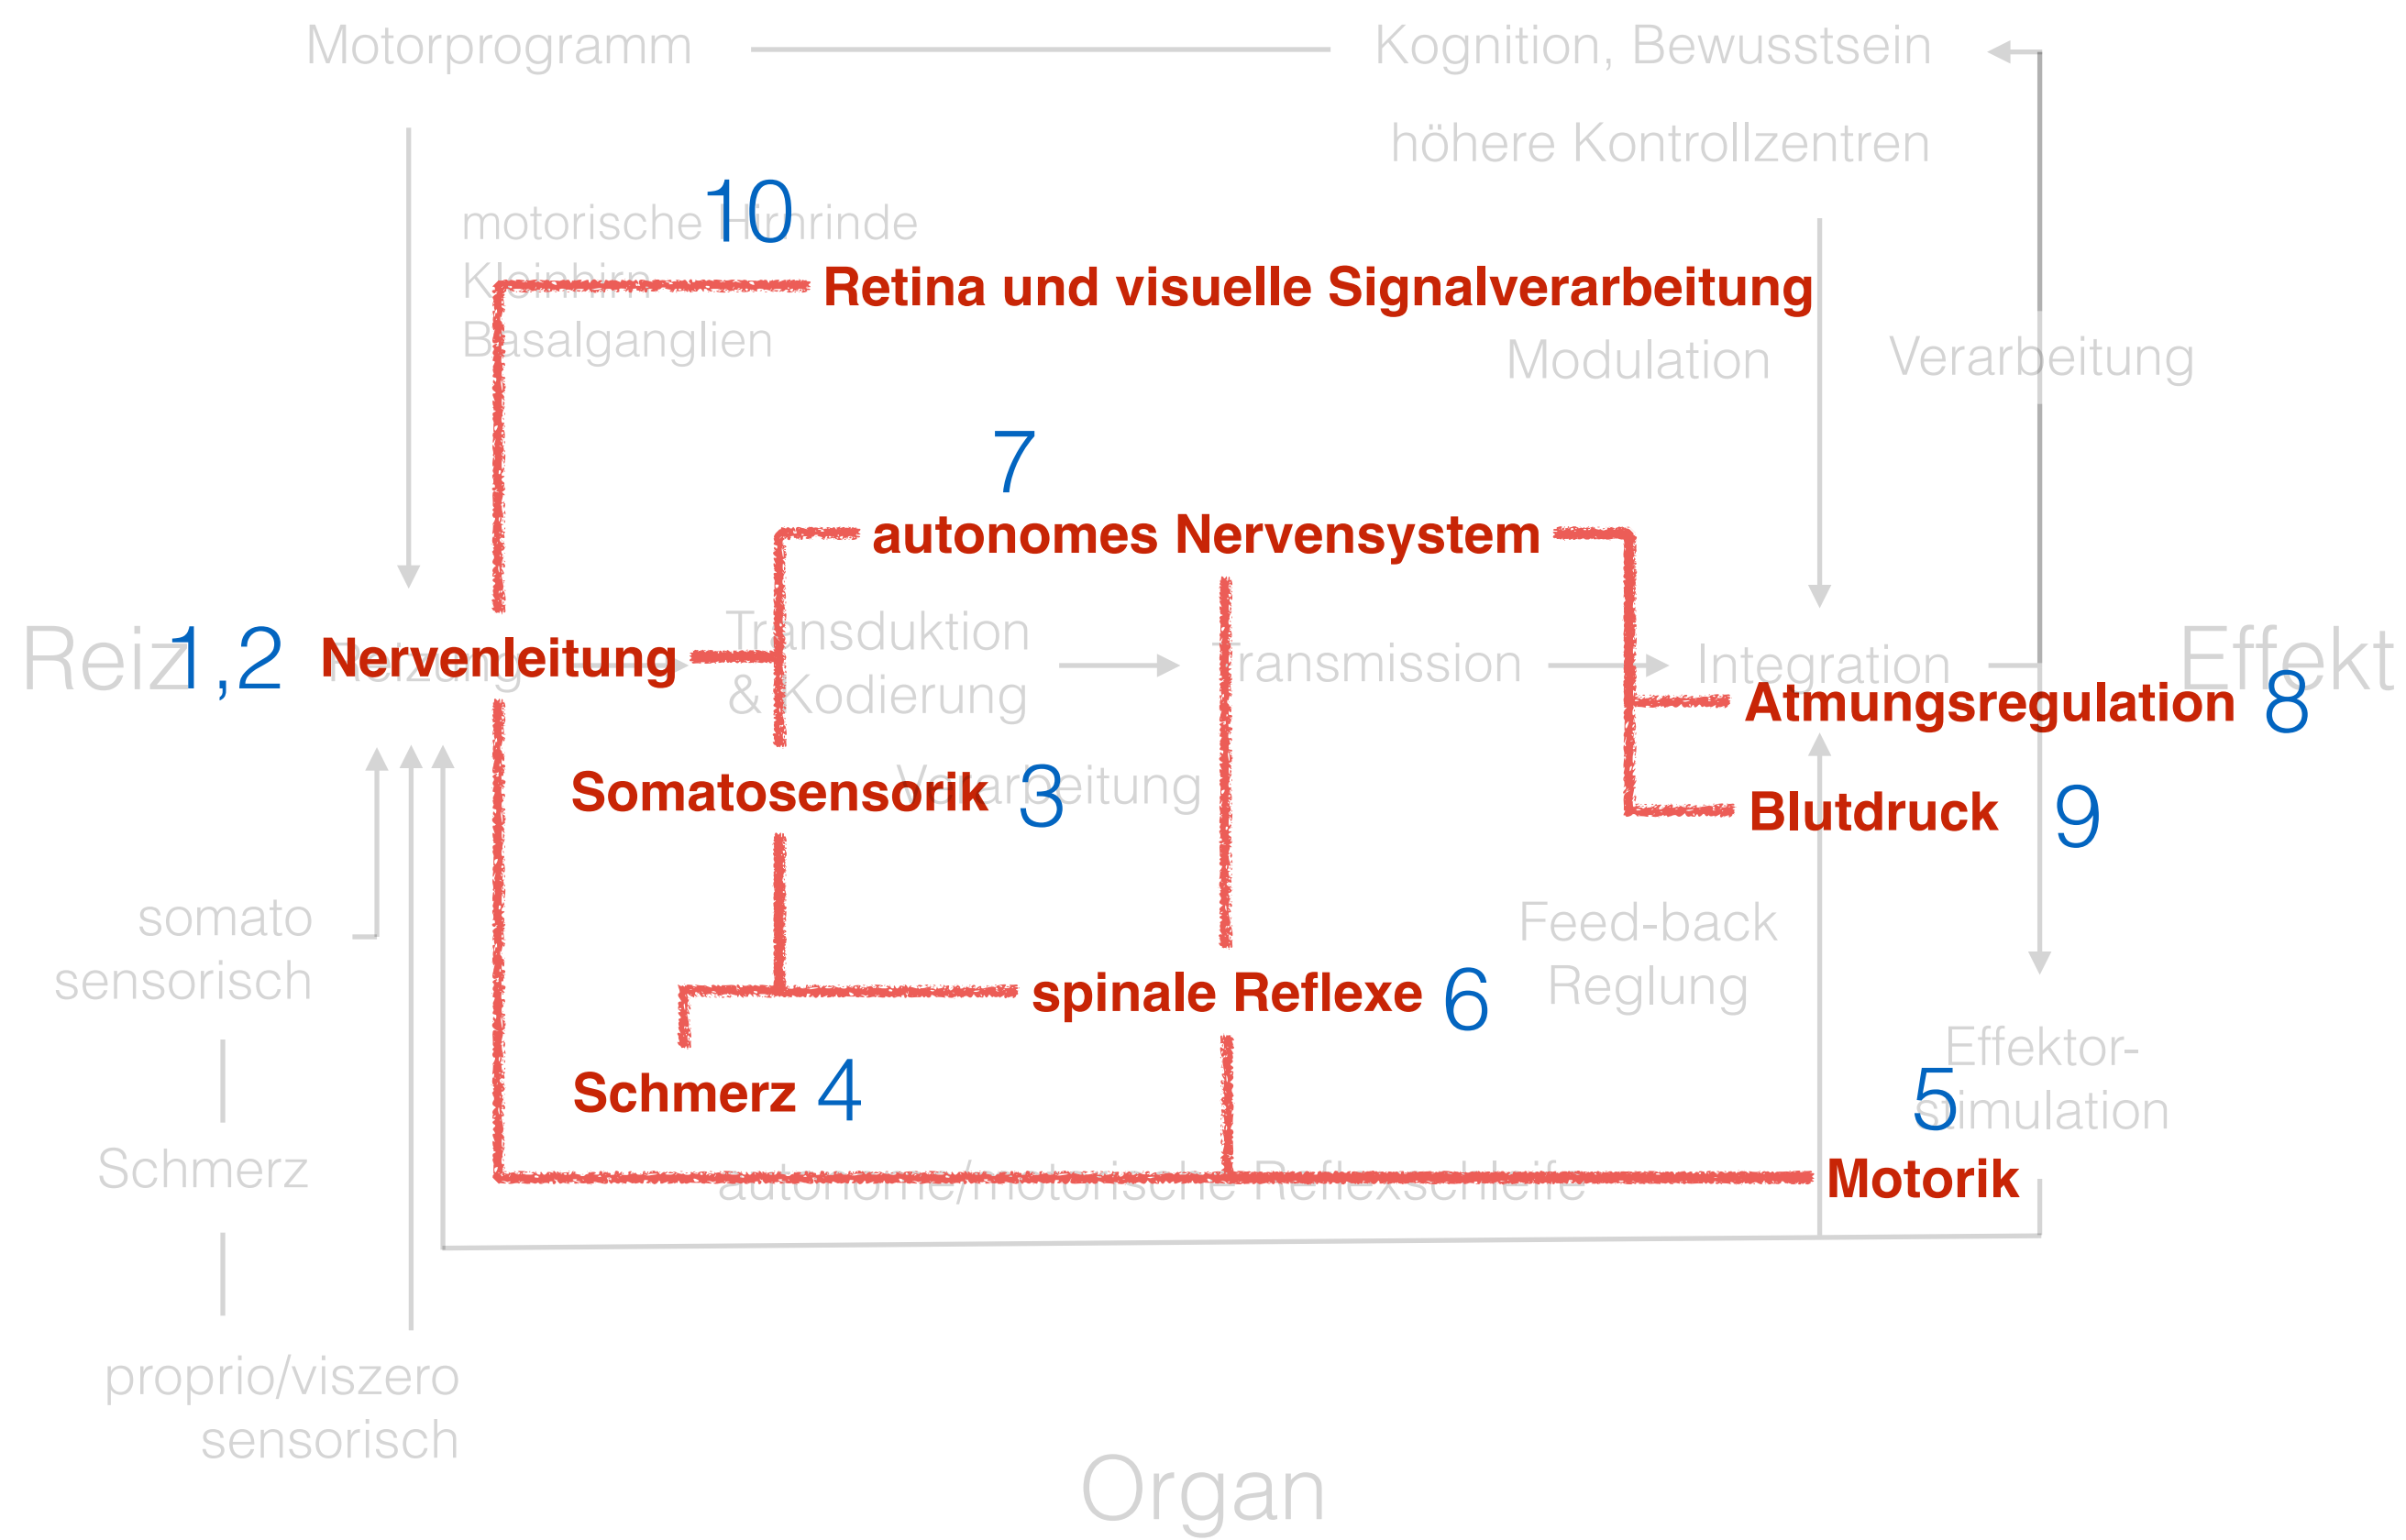 Motorprogramm
Kognition, Bewusstsein
höhere Kontrollzentren
10
motorische Hirnrinde
Kleinhirn
Retina und visuelle Signalverarbeitung
Basalganglien
Modulation
Verarbeitung
7
autonomes Nervensystem
Reiz
1,2
Nervenleitung
Reizung
Transduktion
& Kodierung
Transmission
Integration
Effekt
Atmungsregulation
8
Somatosensorik
3
Verarbeitung
Blutdruck
9
somato
sensorisch
Feed-back
Reglung
spinale Reflexe
6
Effektor-
stimulation
Schmerz
4
5
Schmerz
autonome/motorische Reflexschleife
Motorik
proprio/viszero
sensorisch
Organ